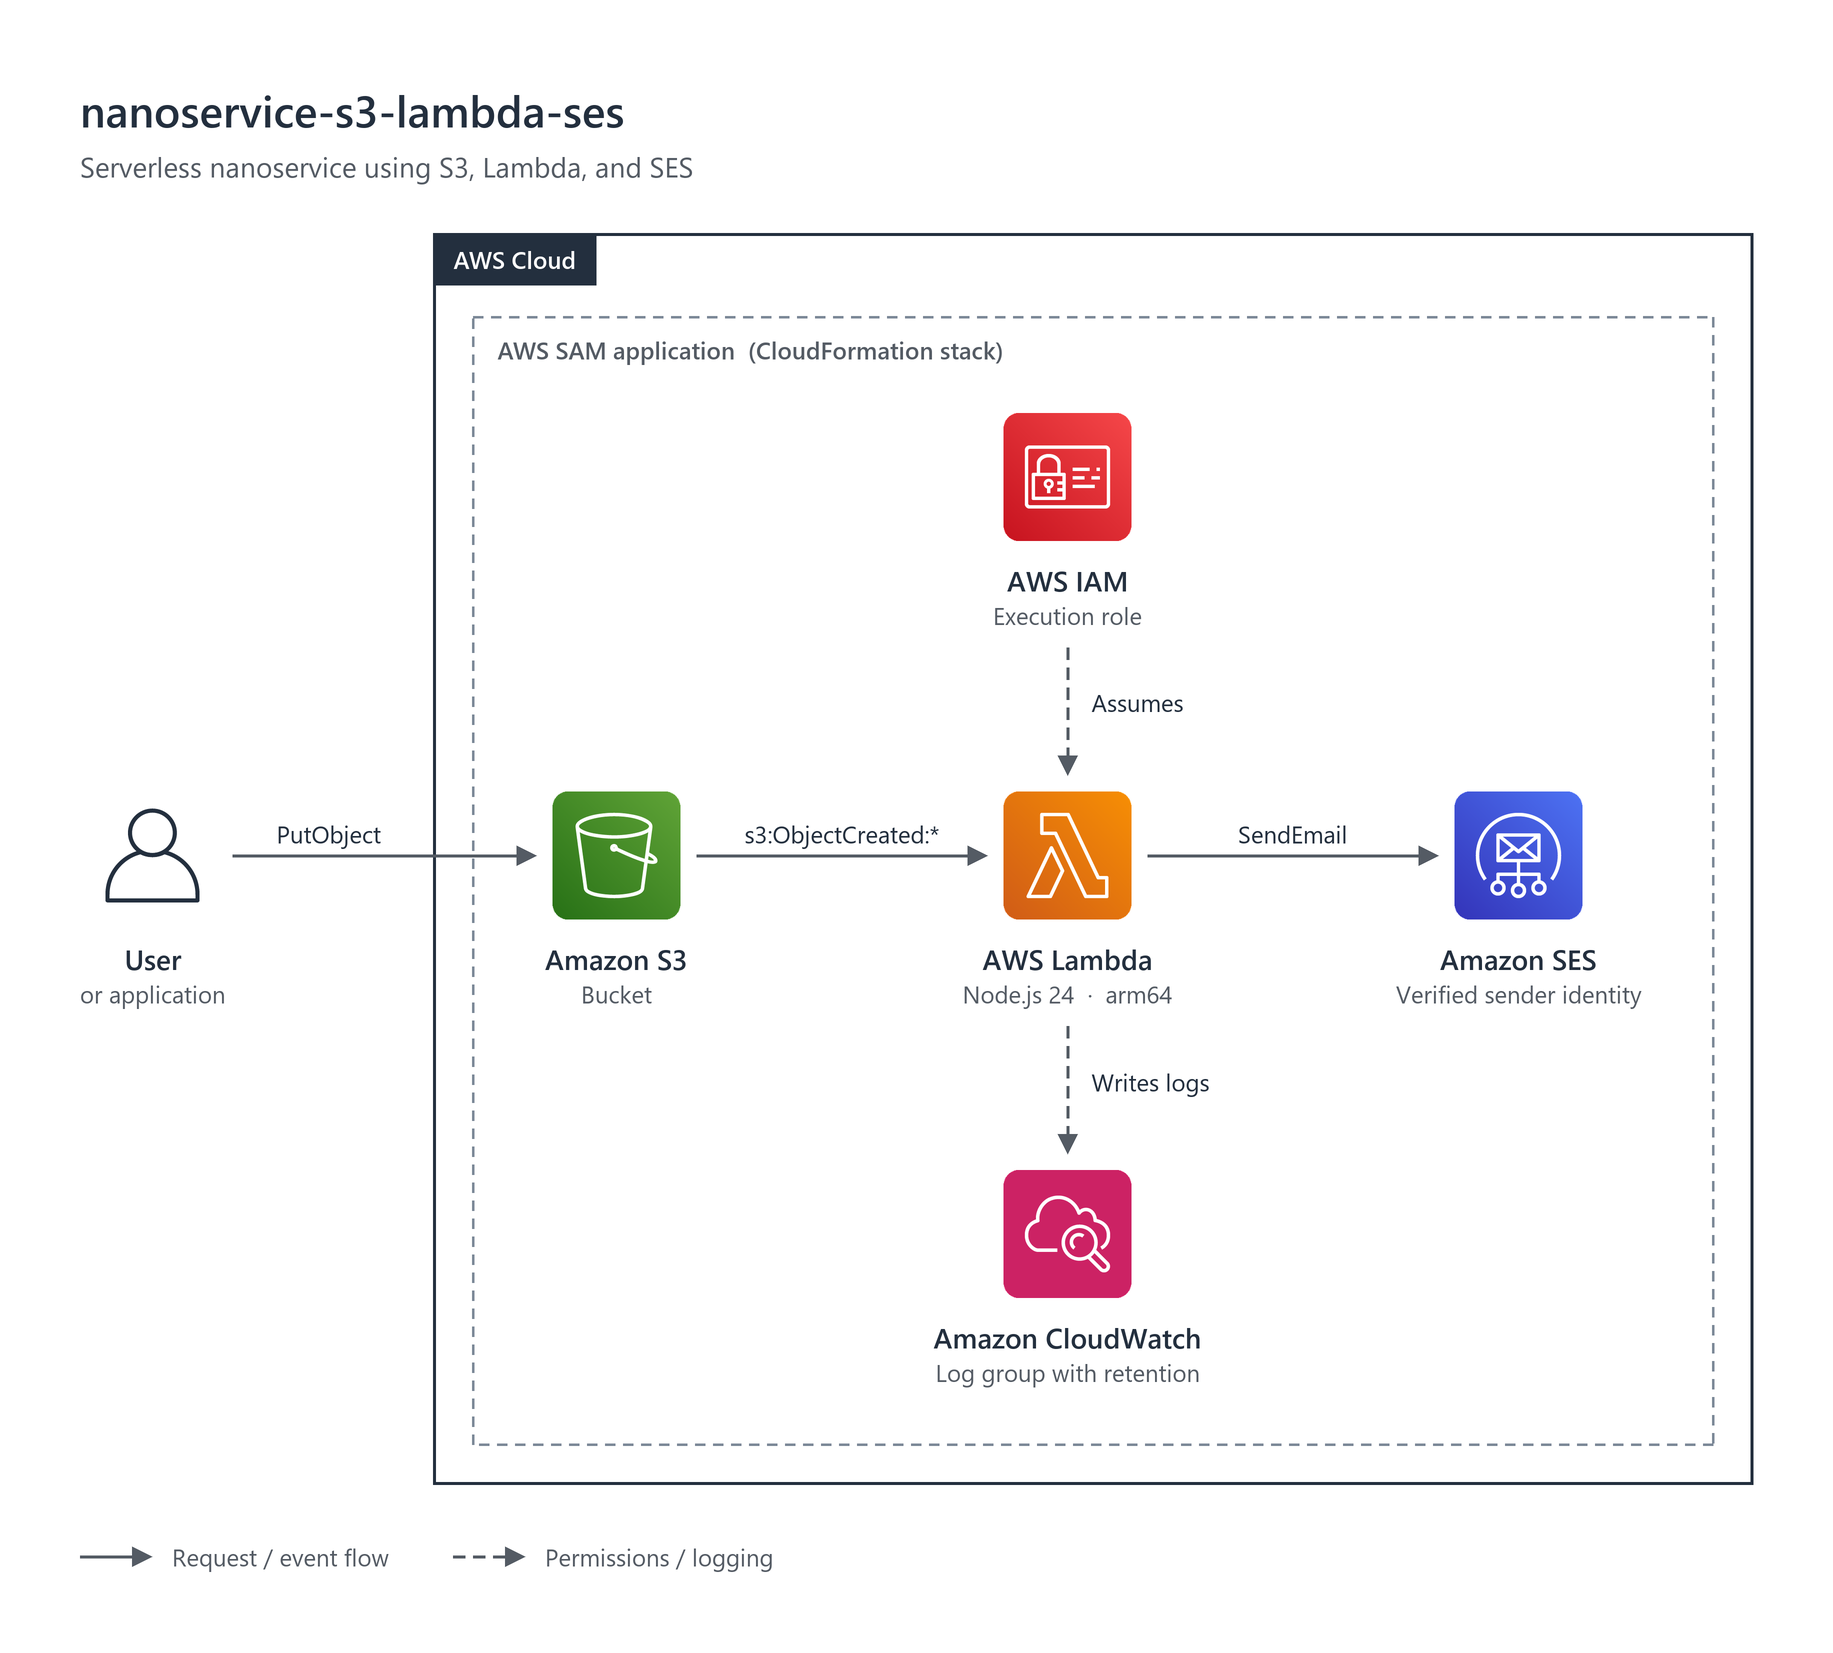 nanoservice-s3-lambda-ses
Serverless nanoservice using S3, Lambda, and SES
AWS Cloud
AWS SAM application (CloudFormation stack)
AWS IAM
Execution role
Assumes
PutObject
s3:ObjectCreated:*
SendEmail
User
or application
Amazon S3
Bucket
AWS Lambda
Node.js 24 · arm64
Amazon SES
Verified sender identity
Writes logs
Amazon CloudWatch
Log group with retention
Request / event flow
Permissions / logging